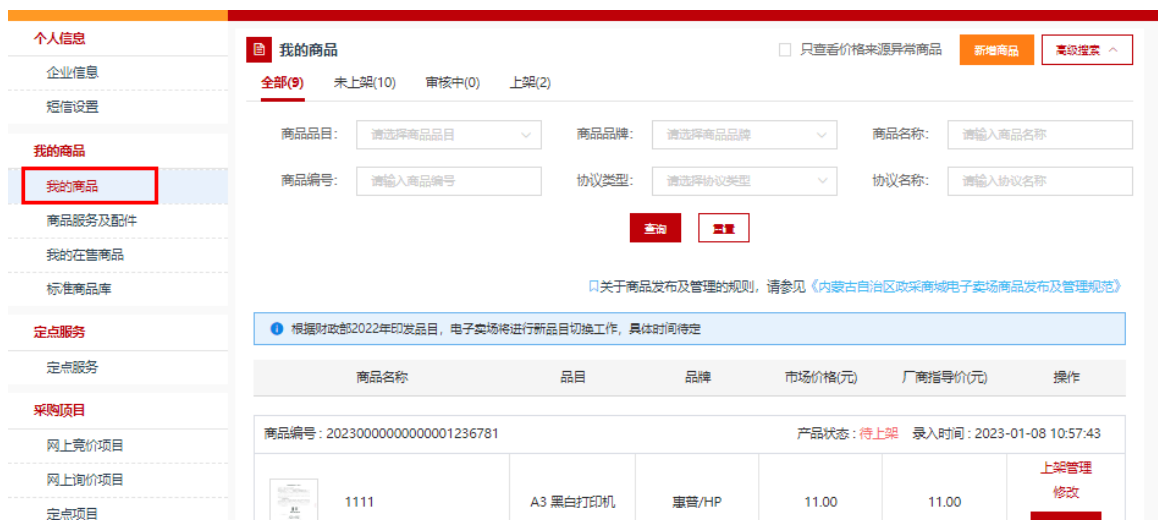 个人信息
企业信息
短信设置
我的商品
我的商品
商品服务及配件
我的在售商品
标准商品库
定点服务
定点服务
采购项目
网上竞价项目
网上询价项目
定点项目
我的商品
只查看价格来源异常商品 新增商品 高级搜索
全部(9) 未上架(10) 审核中(0) 上架(2)
商品品目: 请选择商品品目 商品品牌: 请选择商品品牌 商品名称: 请输入商品名称
商品编号: 请输入商品编号 协议类型: 请选择协议类型 协议名称: 请输入协议名称
查询 重置
关于商品发布及管理的规则，请参见《内蒙古自治区政采商城电子卖场商品发布及管理规范》
根据财政部2022年印发品目，电子卖场将进行新品目切换工作，具体时间待定
商品名称 品目 品牌 市场价格(元) 厂商指导价(元) 操作
商品编号：20230000000000001236781 产品状态：待上架 录入时间：2023-01-08 10:57:43
1111 A3 黑白打印机 惠普/HP 11.00 11.00 上架管理
修改